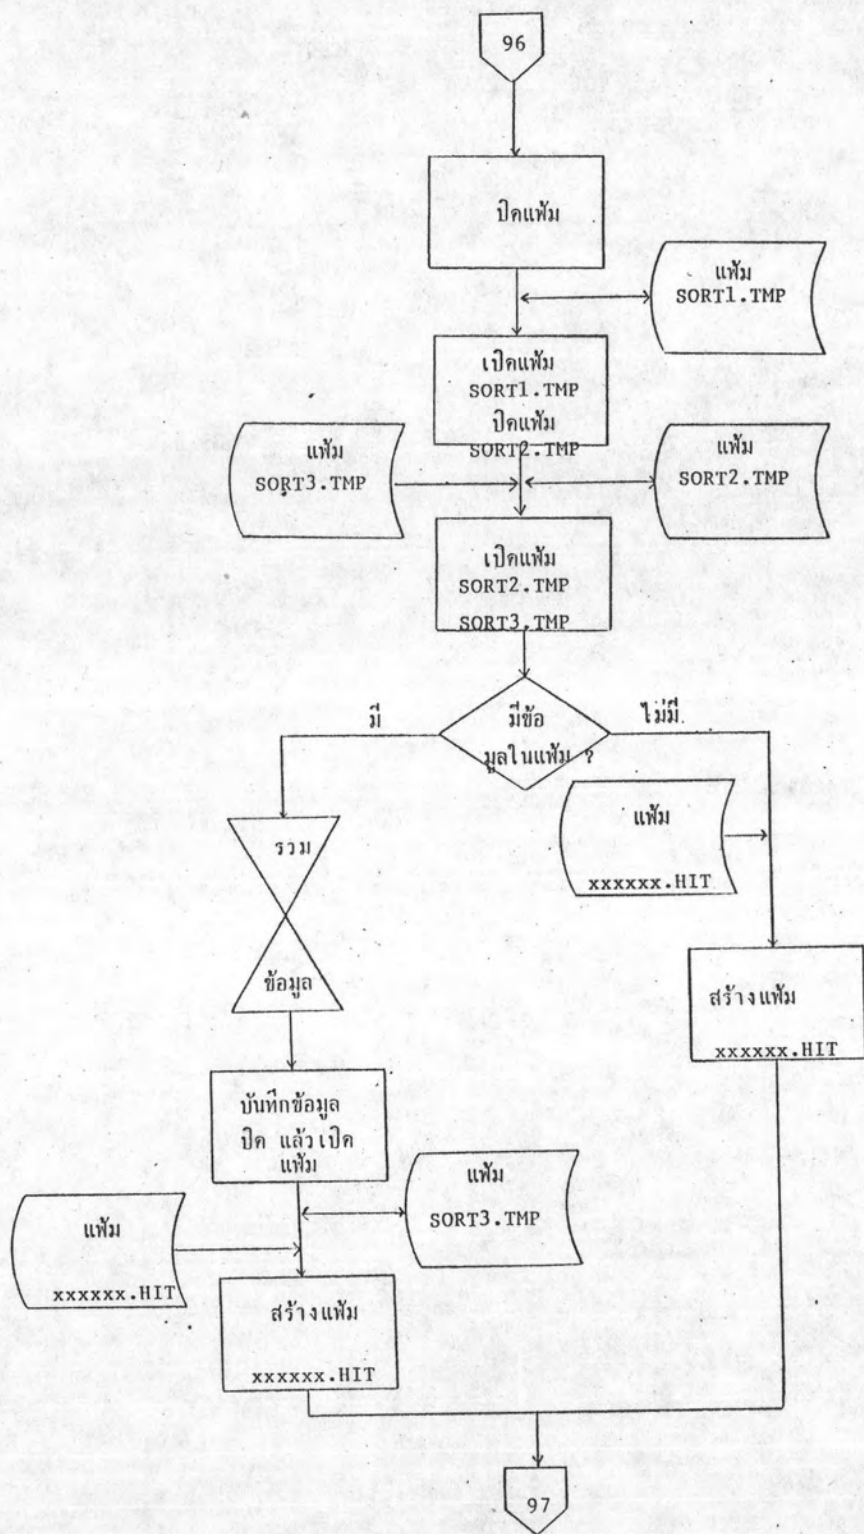 96
ปิดแฟ้ม
แฟ้ม
SORT1.TMP
เปิดแฟ้ม
SORT1.TMP
ปิดแฟ้ม
SORT2.TMP
แฟ้ม
SORT3.TMP
แฟ้ม
SORT2.TMP
เปิดแฟ้ม
SORT2.TMP
SORT3.TMP
มี
มีข้อ
มูลในแฟ้ม ?
ไม่มี
แฟ้ม
xxxxxx.HIT
รวม
ข้อมูล
สร้างแฟ้ม
xxxxxx.HIT
บันทึกข้อมูล
ปิด แล้วเปิด
แฟ้ม
แฟ้ม
SORT3.TMP
แฟ้ม
xxxxxx.HIT
สร้างแฟ้ม
xxxxxx.HIT
97